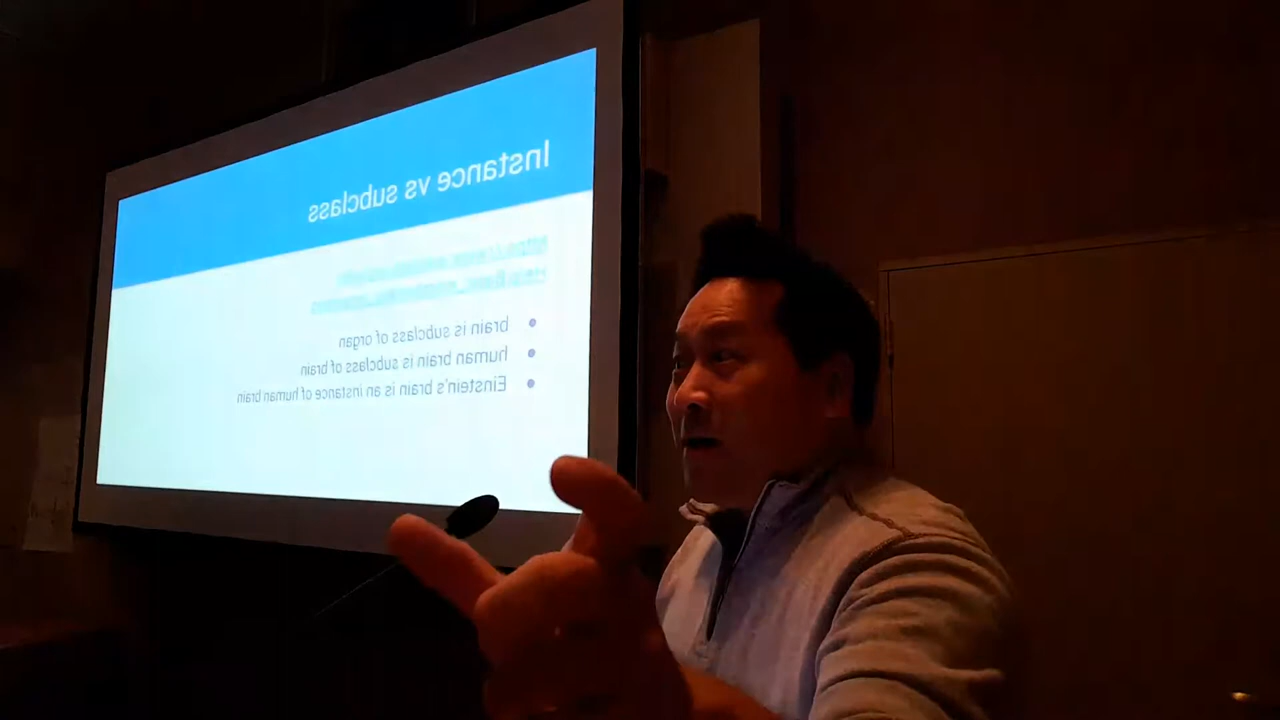 Instance vs subclass
brain is subclass of organ
human brain is subclass of brain
Einstein's brain is an instance of human brain